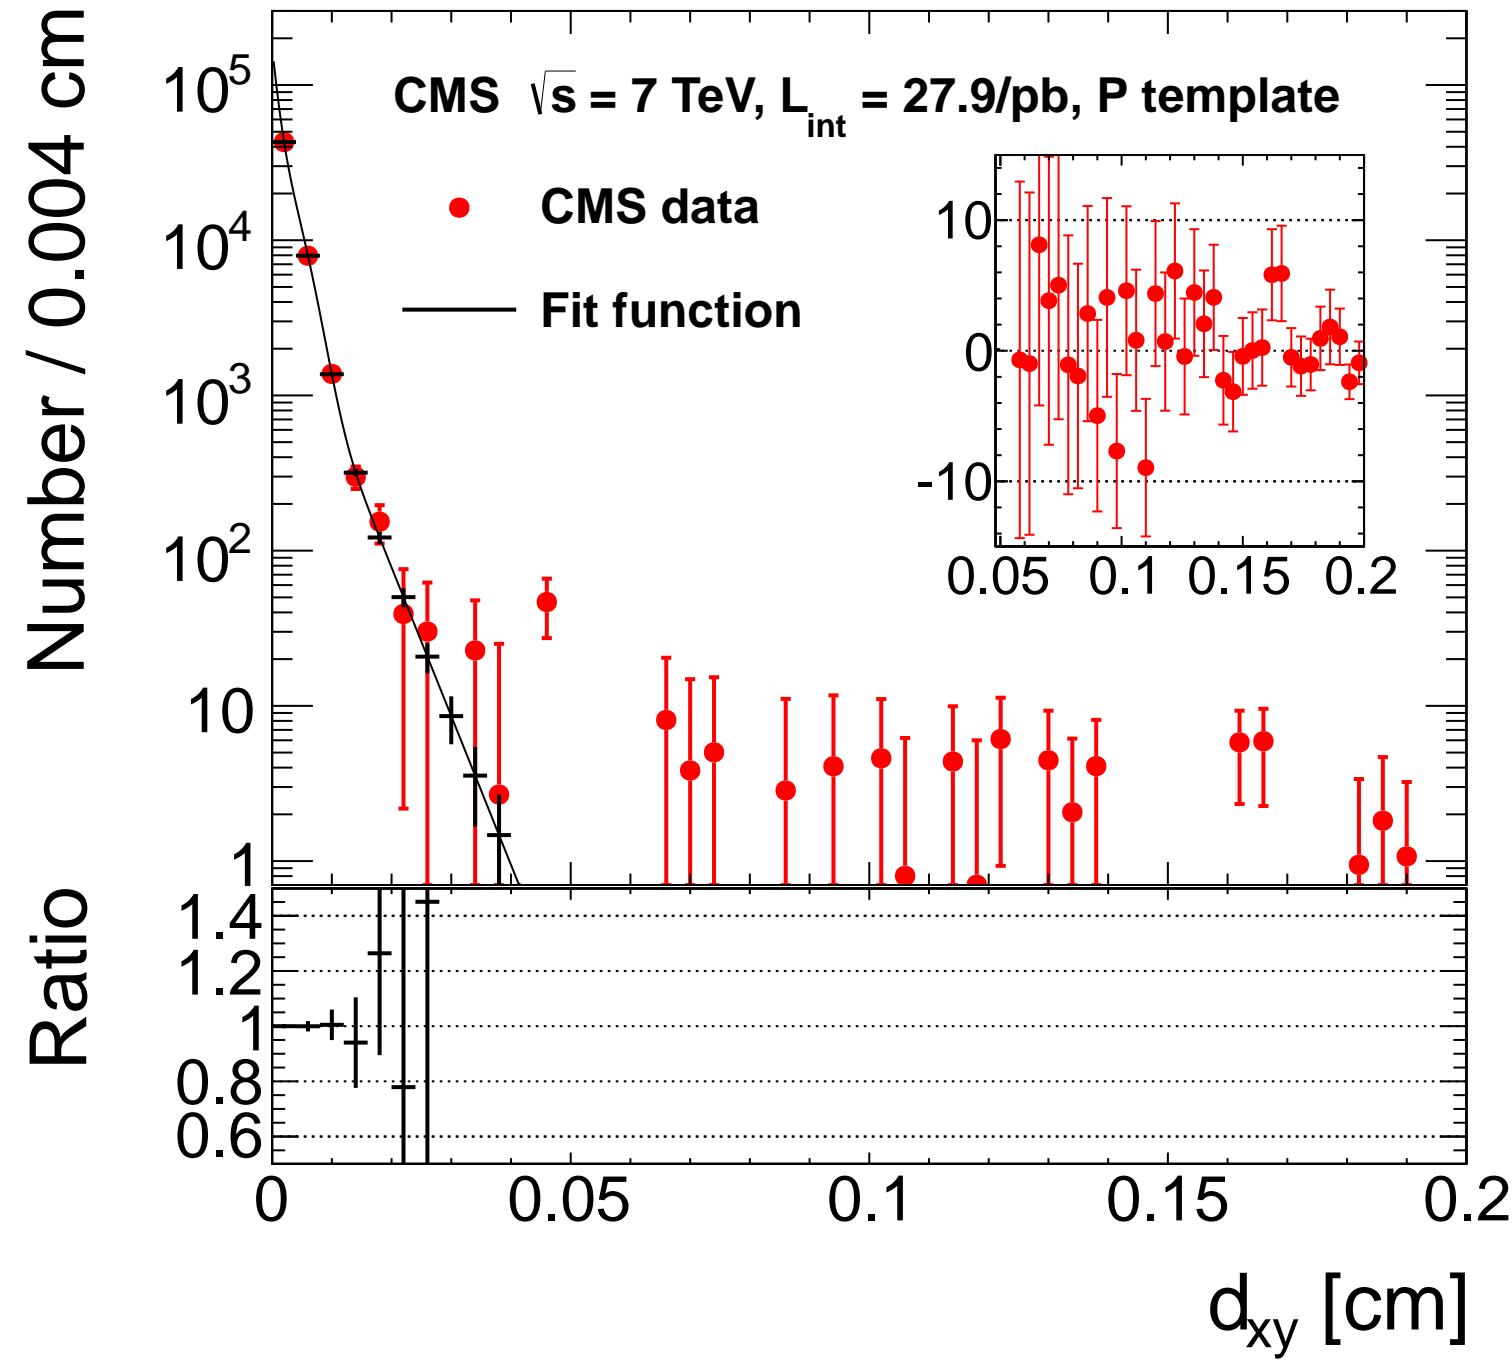 Number / 0.004 cm
10^5
10^4
10^3
10^2
10
1
CMS √s = 7 TeV, L_int = 27.9/pb, P template
CMS data
Fit function
10
0
-10
0.05 0.1 0.15 0.2
Ratio
1.4
1.2
1
0.8
0.6
0 0.05 0.1 0.15 0.2
d_xy [cm]